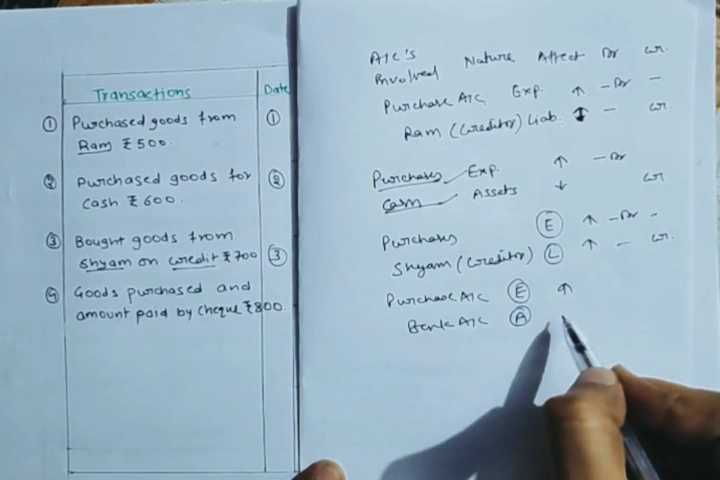 Transactions
Date
① Purchased goods from ①
Ram ₹500.
② Purchased goods for ②
cash ₹600.
③ Bought goods from
Shyam on credit ₹700 ③
④ Goods purchased and
amount paid by cheque ₹800.
A/C's
Involved Nature Affect Dr Cr.
Purchase A/C Exp. ↑ - Dr -
Ram (Creditor) Liab. ↑ - Cr.
Purchases Exp. ↑ - Dr
Cash Assets ↓ Cr.
Purchases Ⓔ ↑ - Dr -
Shyam (Creditor) Ⓛ ↑ - Cr.
Purchase A/C Ⓔ ↑
Bank A/C Ⓐ